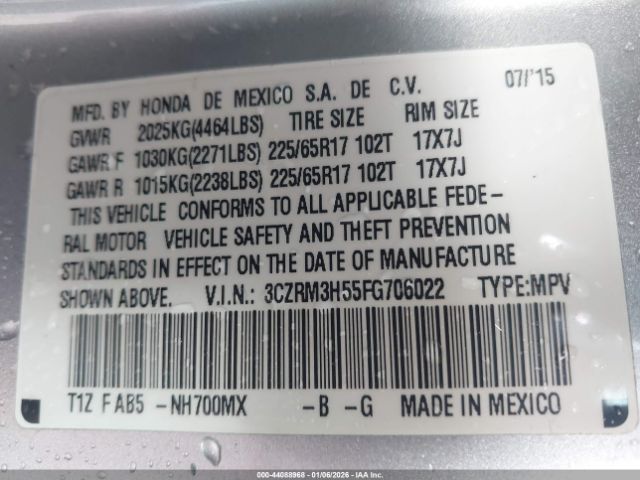 MFD. BY HONDA DE MEXICO S.A. DE C.V. 07/'15
GVWR 2025KG(4464LBS) TIRE SIZE RIM SIZE
GAWR F 1030KG(2271LBS) 225/65R17 102T 17X7J
GAWR R 1015KG(2238LBS) 225/65R17 102T 17X7J
THIS VEHICLE CONFORMS TO ALL APPLICABLE FEDE-
RAL MOTOR VEHICLE SAFETY AND THEFT PREVENTION
STANDARDS IN EFFECT ON THE DATE OF MANUFACTURE
SHOWN ABOVE. V.I.N.: 3CZRM3H55FG706022 TYPE:MPV
T1Z F AB5 -NH700MX -B -G MADE IN MEXICO
000-44088968 - 01/06/2026 - IAA Inc.